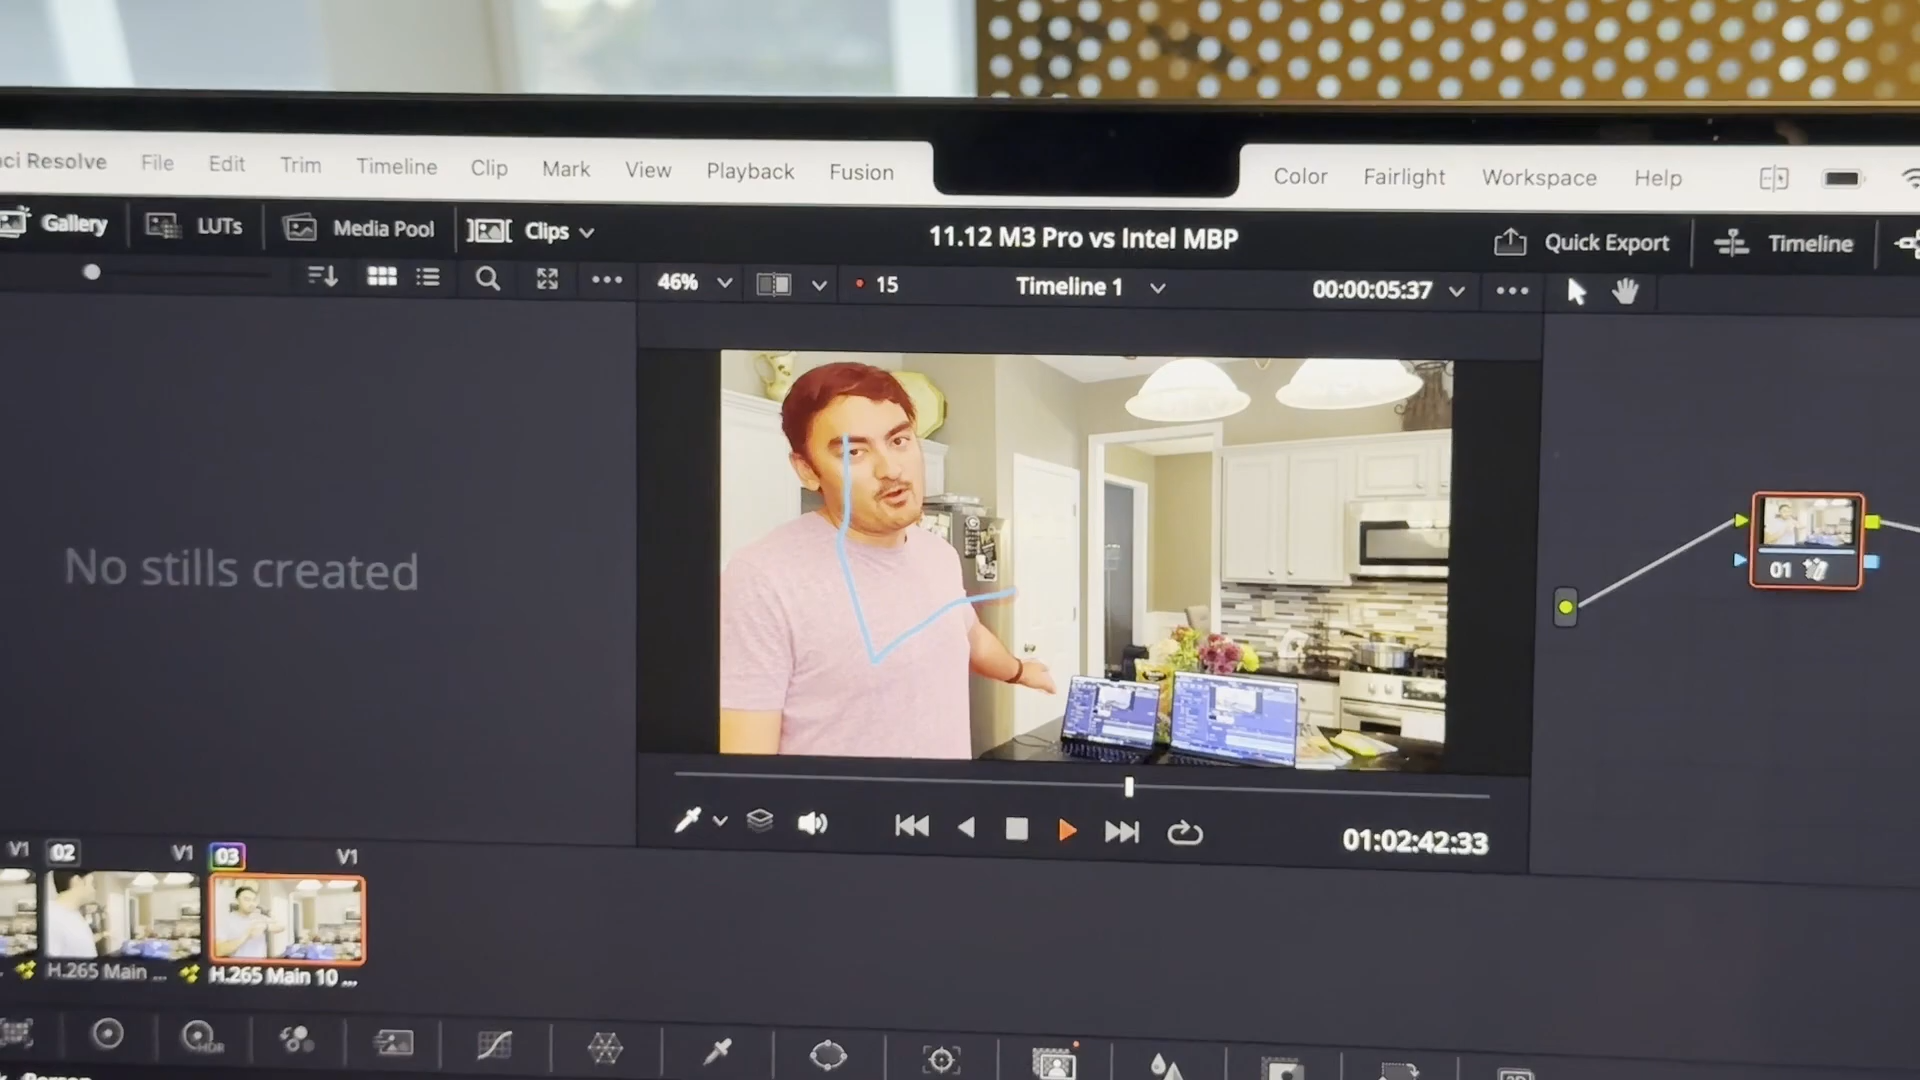 ci Resolve File Edit Trim Timeline Clip Mark View Playback Fusion Color Fairlight Workspace Help
Gallery LUTs Media Pool Clips 11.12 M3 Pro vs Intel MBP Quick Export Timeline
46% 15 Timeline 1 00:00:05:37
No stills created
01
01:02:42:33
V1 02 V1 03 V1
H.265 Main ... H.265 Main 10 ...
HDR
3D